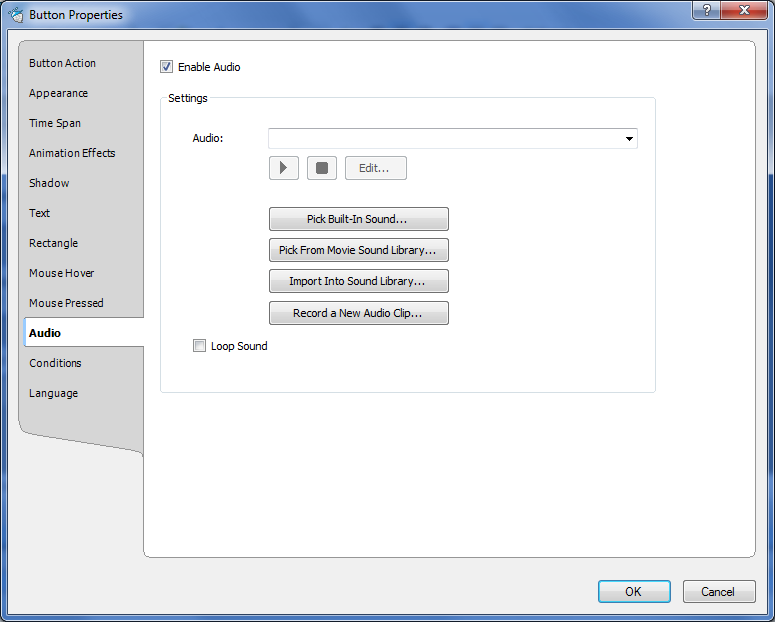 Button Properties
?
Button Action
Appearance
Time Span
Animation Effects
Shadow
Text
Rectangle
Mouse Hover
Mouse Pressed
Audio
Conditions
Language
Enable Audio
Settings
Audio:
Edit...
Pick Built-In Sound...
Pick From Movie Sound Library...
Import Into Sound Library...
Record a New Audio Clip...
Loop Sound
OK
Cancel